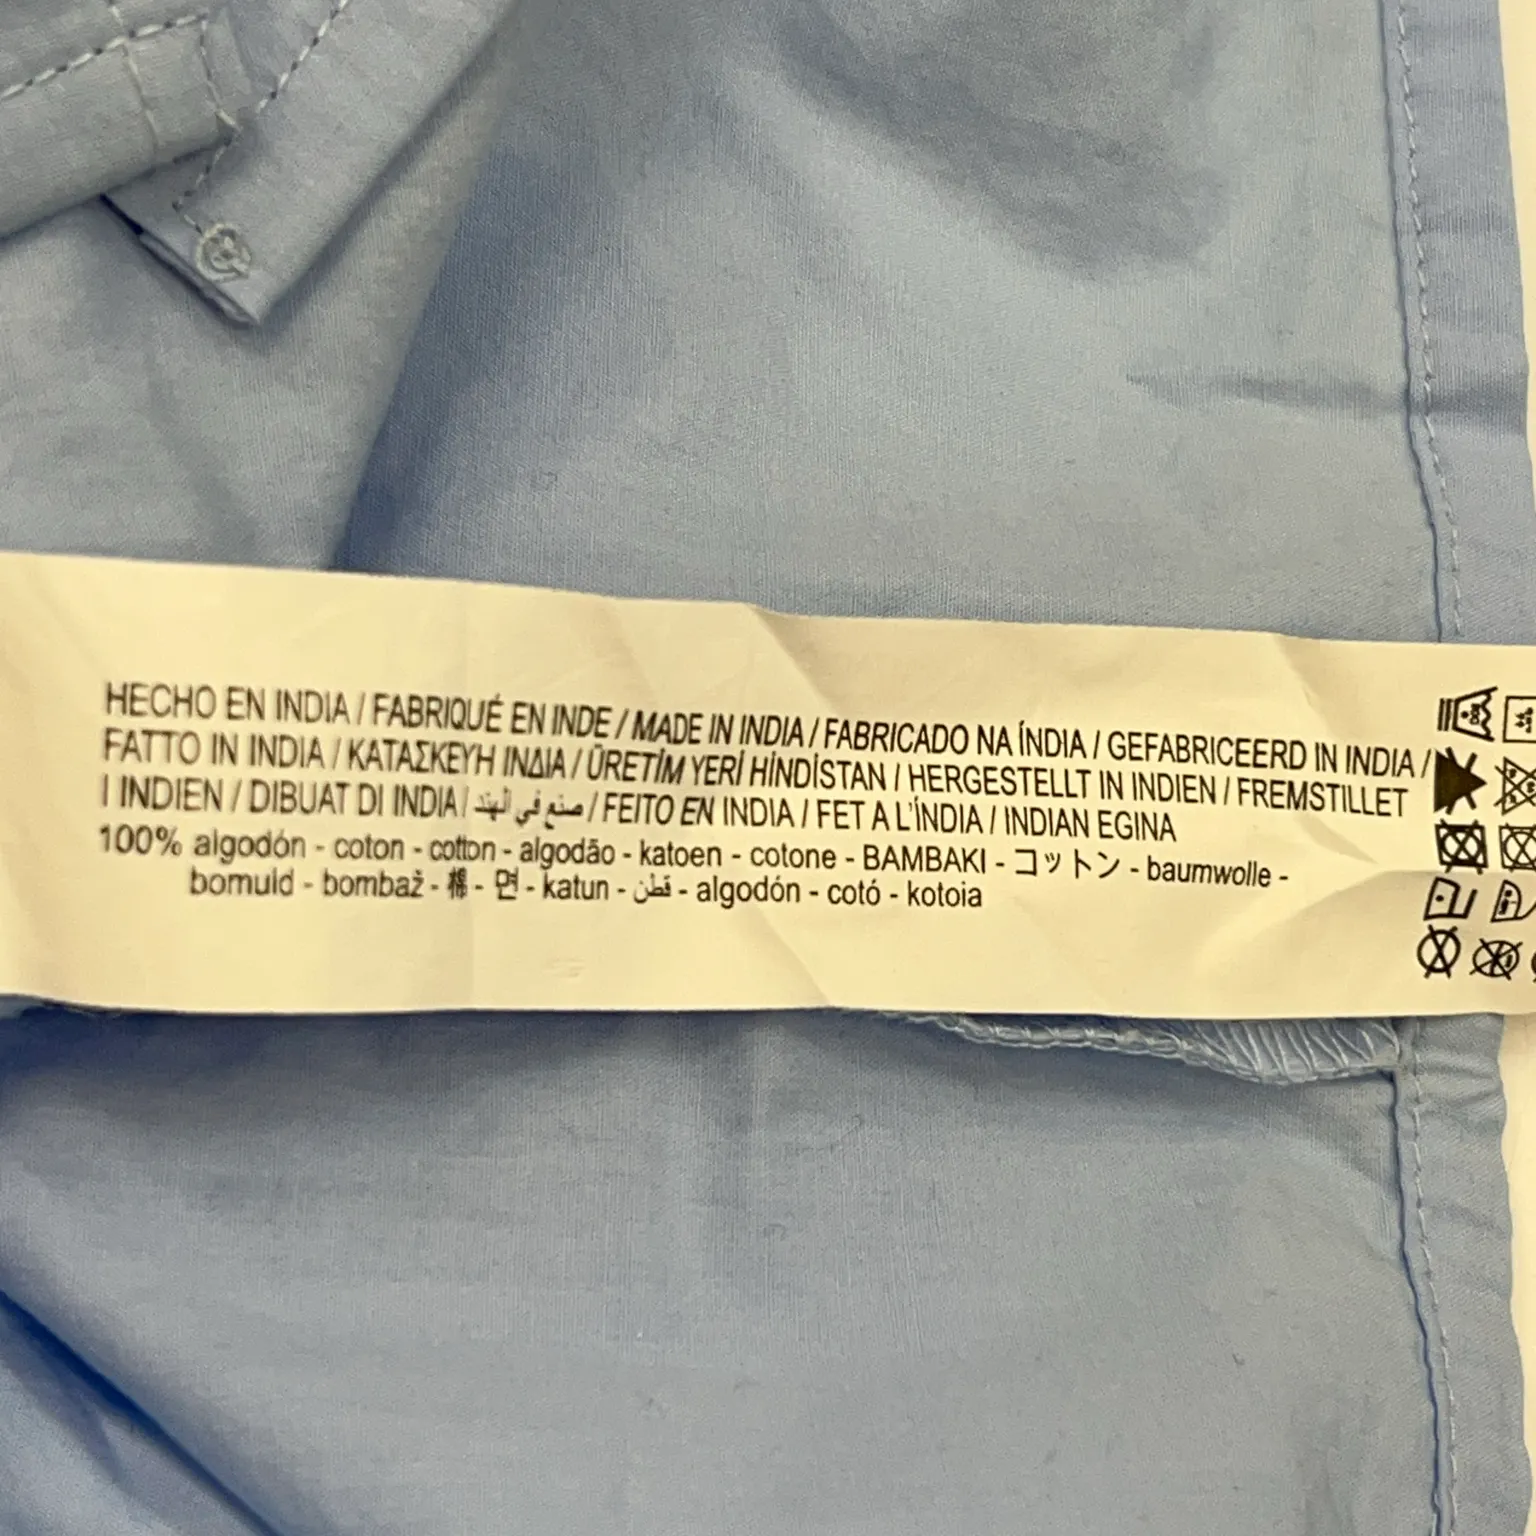 HECHO EN INDIA / FABRIQUÉ EN INDE / MADE IN INDIA / FABRICADO NA ÍNDIA / GEFABRICEERD IN INDIA /
FATTO IN INDIA / ΚΑΤΑΣΚΕΥΗ ΙΝΔΙΑ / ÜRETİM YERİ HİNDİSTAN / HERGESTELLT IN INDIEN / FREMSTILLET
I INDIEN / DIBUAT DI INDIA / صنع في الهند / FEITO EN INDIA / FET A L'ÍNDIA / INDIAN EGINA
100% algodón - coton - cotton - algodão - katoen - cotone - BAMBAKI - コットン - baumwolle -
bomuld - bombaž - 棉 - 면 - katun - قطن - algodón - cotó - kotoia